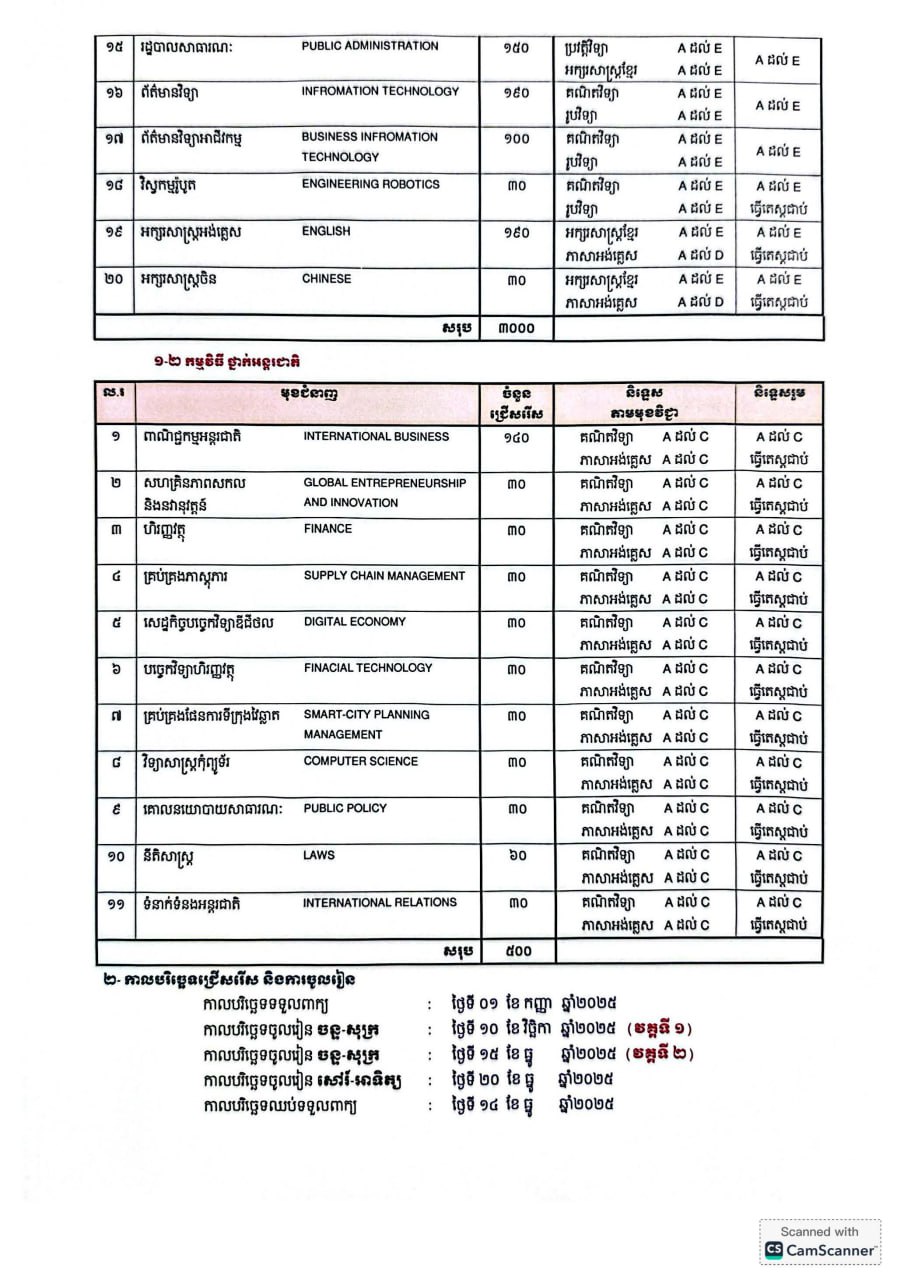 ១៥ រដ្ឋបាលសាធារណៈ PUBLIC ADMINISTRATION ១៥០ ប្រវត្តិវិទ្យា A ដល់ E A ដល់ E
អក្សរសាស្ត្រខ្មែរ A ដល់ E
១៦ ព័ត៌មានវិទ្យា INFROMATION TECHNOLOGY ១៩០ គណិតវិទ្យា A ដល់ E A ដល់ E
រូបវិទ្យា A ដល់ E
១៧ ព័ត៌មានវិទ្យាអាជីវកម្ម BUSINESS INFROMATION ១០០ គណិតវិទ្យា A ដល់ E A ដល់ E
TECHNOLOGY រូបវិទ្យា A ដល់ E
១៨ វិស្វកម្មរ៉ូបូត ENGINEERING ROBOTICS ៣០ គណិតវិទ្យា A ដល់ E A ដល់ E
រូបវិទ្យា A ដល់ E ធ្វើតេស្តជាប់
១៩ អក្សរសាស្ត្រអង់គ្លេស ENGLISH ១៩០ អក្សរសាស្ត្រខ្មែរ A ដល់ E A ដល់ E
ភាសាអង់គ្លេស A ដល់ D ធ្វើតេស្តជាប់
២០ អក្សរសាស្ត្រចិន CHINESE ៣០ អក្សរសាស្ត្រខ្មែរ A ដល់ E A ដល់ E
ភាសាអង់គ្លេស A ដល់ D ធ្វើតេស្តជាប់
សរុប ៣០០០
១-២ កម្មវិធី ថ្នាក់អន្តរជាតិ
ល.រ មុខជំនាញ ចំនួន និទ្ទេស និទ្ទេសរួម
ជ្រើសរើស តាមមុខវិជ្ជា
១ ពាណិជ្ជកម្មអន្តរជាតិ INTERNATIONAL BUSINESS ១៤០ គណិតវិទ្យា A ដល់ C A ដល់ C
ភាសាអង់គ្លេស A ដល់ C ធ្វើតេស្តជាប់
២ សហគ្រិនភាពសកល GLOBAL ENTREPRENEURSHIP ៣០ គណិតវិទ្យា A ដល់ C A ដល់ C
និងនវានុវត្តន៍ AND INNOVATION ភាសាអង់គ្លេស A ដល់ C ធ្វើតេស្តជាប់
៣ ហិរញ្ញវត្ថុ FINANCE ៣០ គណិតវិទ្យា A ដល់ C A ដល់ C
ភាសាអង់គ្លេស A ដល់ C ធ្វើតេស្តជាប់
៤ គ្រប់គ្រងភស្តុភារ SUPPLY CHAIN MANAGEMENT ៣០ គណិតវិទ្យា A ដល់ C A ដល់ C
ភាសាអង់គ្លេស A ដល់ C ធ្វើតេស្តជាប់
៥ សេដ្ឋកិច្ចបច្ចេកវិទ្យាឌីជីថល DIGITAL ECONOMY ៣០ គណិតវិទ្យា A ដល់ C A ដល់ C
ភាសាអង់គ្លេស A ដល់ C ធ្វើតេស្តជាប់
៦ បច្ចេកវិទ្យាហិរញ្ញវត្ថុ FINACIAL TECHNOLOGY ៣០ គណិតវិទ្យា A ដល់ C A ដល់ C
ភាសាអង់គ្លេស A ដល់ C ធ្វើតេស្តជាប់
៧ គ្រប់គ្រងផែនការទីក្រុងវៃឆ្លាត SMART-CITY PLANNING ៣០ គណិតវិទ្យា A ដល់ C A ដល់ C
MANAGEMENT ភាសាអង់គ្លេស A ដល់ C ធ្វើតេស្តជាប់
៨ វិទ្យាសាស្ត្រកុំព្យូទ័រ COMPUTER SCIENCE ៣០ គណិតវិទ្យា A ដល់ C A ដល់ C
ភាសាអង់គ្លេស A ដល់ C ធ្វើតេស្តជាប់
៩ គោលនយោបាយសាធារណៈ PUBLIC POLICY ៣០ គណិតវិទ្យា A ដល់ C A ដល់ C
ភាសាអង់គ្លេស A ដល់ C ធ្វើតេស្តជាប់
១០ នីតិសាស្ត្រ LAWS ៦០ គណិតវិទ្យា A ដល់ C A ដល់ C
ភាសាអង់គ្លេស A ដល់ C ធ្វើតេស្តជាប់
១១ ទំនាក់ទំនងអន្តរជាតិ INTERNATIONAL RELATIONS ៣០ គណិតវិទ្យា A ដល់ C A ដល់ C
ភាសាអង់គ្លេស A ដល់ C ធ្វើតេស្តជាប់
សរុប ៥០០
២- កាលបរិច្ឆេទជ្រើសរើស និងការចូលរៀន
កាលបរិច្ឆេទទទួលពាក្យ : ថ្ងៃទី ០១ ខែ កញ្ញា ឆ្នាំ២០២៥
កាលបរិច្ឆេទចូលរៀន ចន្ទ-សុក្រ : ថ្ងៃទី ១០ ខែ វិច្ឆិកា ឆ្នាំ២០២៥ (វគ្គទី ១)
កាលបរិច្ឆេទចូលរៀន ចន្ទ-សុក្រ : ថ្ងៃទី ១៥ ខែ ធ្នូ ឆ្នាំ២០២៥ (វគ្គទី ២)
កាលបរិច្ឆេទចូលរៀន សៅរ៍-អាទិត្យ : ថ្ងៃទី ២០ ខែ ធ្នូ ឆ្នាំ២០២៥
កាលបរិច្ឆេទឈប់ទទួលពាក្យ : ថ្ងៃទី ១៤ ខែ ធ្នូ ឆ្នាំ២០២៥
Scanned with
CS CamScanner™